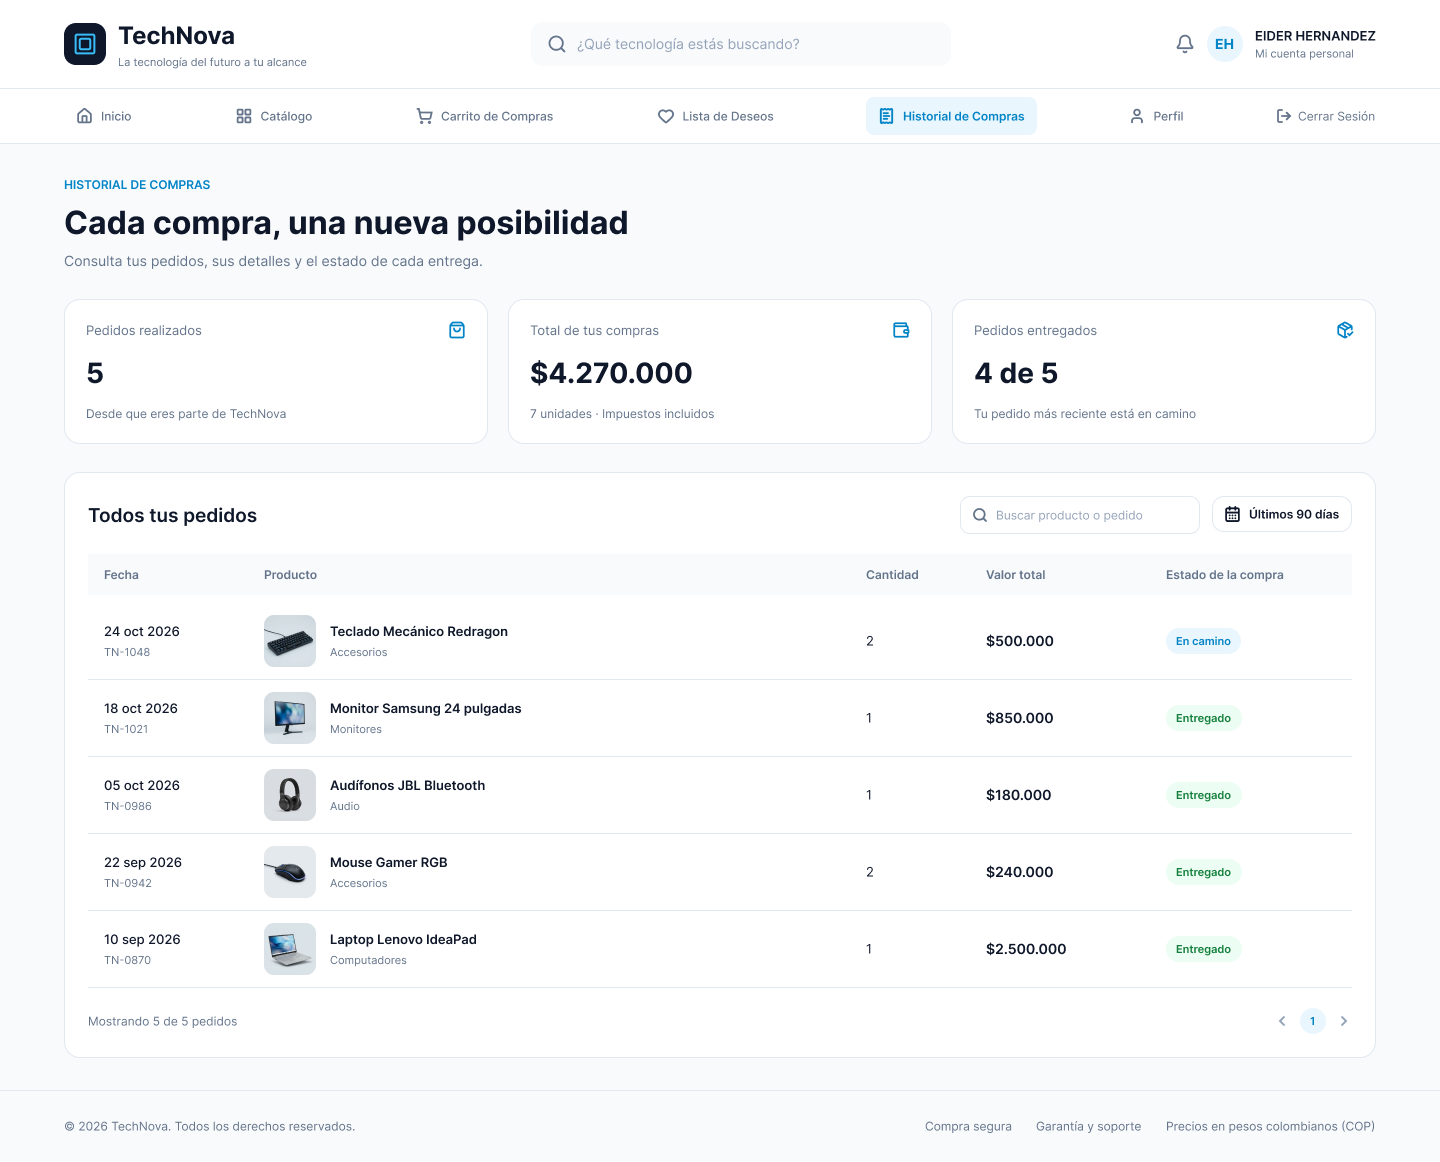 TechNova
La tecnología del futuro a tu alcance
¿Qué tecnología estás buscando?
EH
EIDER HERNANDEZ
Mi cuenta personal
Inicio
Catálogo
Carrito de Compras
Lista de Deseos
Historial de Compras
Perfil
Cerrar Sesión
HISTORIAL DE COMPRAS
Cada compra, una nueva posibilidad
Consulta tus pedidos, sus detalles y el estado de cada entrega.
Pedidos realizados
5
Desde que eres parte de TechNova
Total de tus compras
$4.270.000
7 unidades · Impuestos incluidos
Pedidos entregados
4 de 5
Tu pedido más reciente está en camino
Todos tus pedidos
Buscar producto o pedido
Últimos 90 días
Fecha Producto Cantidad Valor total Estado de la compra
24 oct 2026
TN-1048
Teclado Mecánico Redragon
Accesorios
2
$500.000
En camino
18 oct 2026
TN-1021
Monitor Samsung 24 pulgadas
Monitores
1
$850.000
Entregado
05 oct 2026
TN-0986
Audífonos JBL Bluetooth
Audio
1
$180.000
Entregado
22 sep 2026
TN-0942
Mouse Gamer RGB
Accesorios
2
$240.000
Entregado
10 sep 2026
TN-0870
Laptop Lenovo IdeaPad
Computadores
1
$2.500.000
Entregado
Mostrando 5 de 5 pedidos
1
© 2026 TechNova. Todos los derechos reservados.
Compra segura
Garantía y soporte
Precios en pesos colombianos (COP)